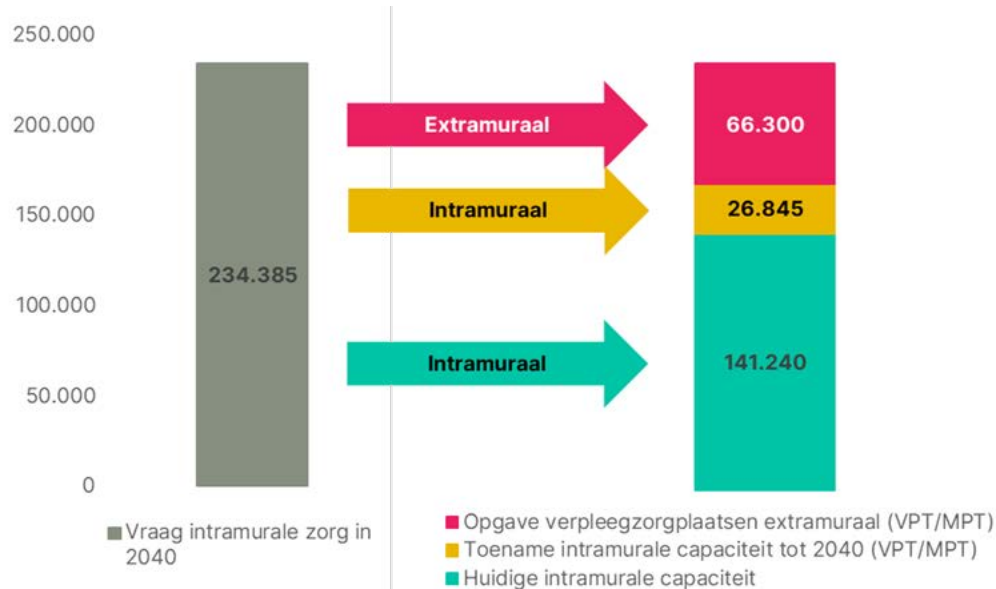 250.000
200.000
150.000
100.000
50.000
0
234.385
Extramuraal
Intramuraal
Intramuraal
66.300
26.845
141.240
Vraag intramurale zorg in
2040
Opgave verpleegzorgplaatsen extramuraal (VPT/MPT)
Toename intramurale capaciteit tot 2040 (VPT/MPT)
Huidige intramurale capaciteit